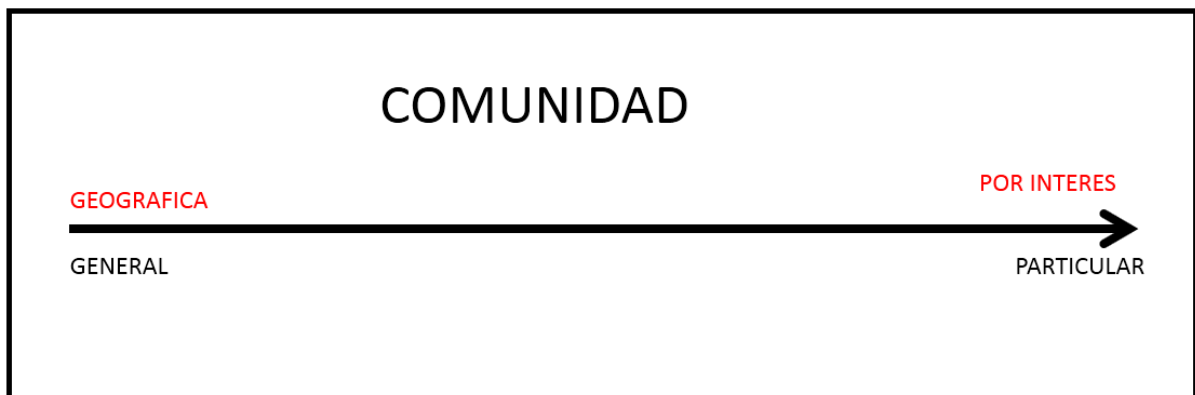 COMUNIDAD
GEOGRAFICA
POR INTERES
GENERAL
PARTICULAR